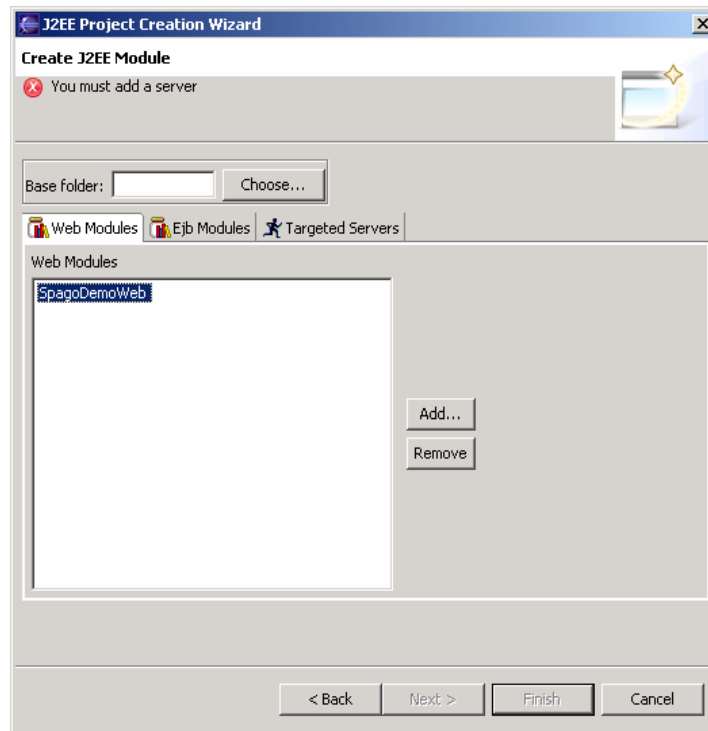 J2EE Project Creation Wizard
Create J2EE Module
You must add a server
Base folder: Choose...
Web Modules Ejb Modules Targeted Servers
Web Modules
SpagoDemoWeb
Add...
Remove
< Back Next > Finish Cancel